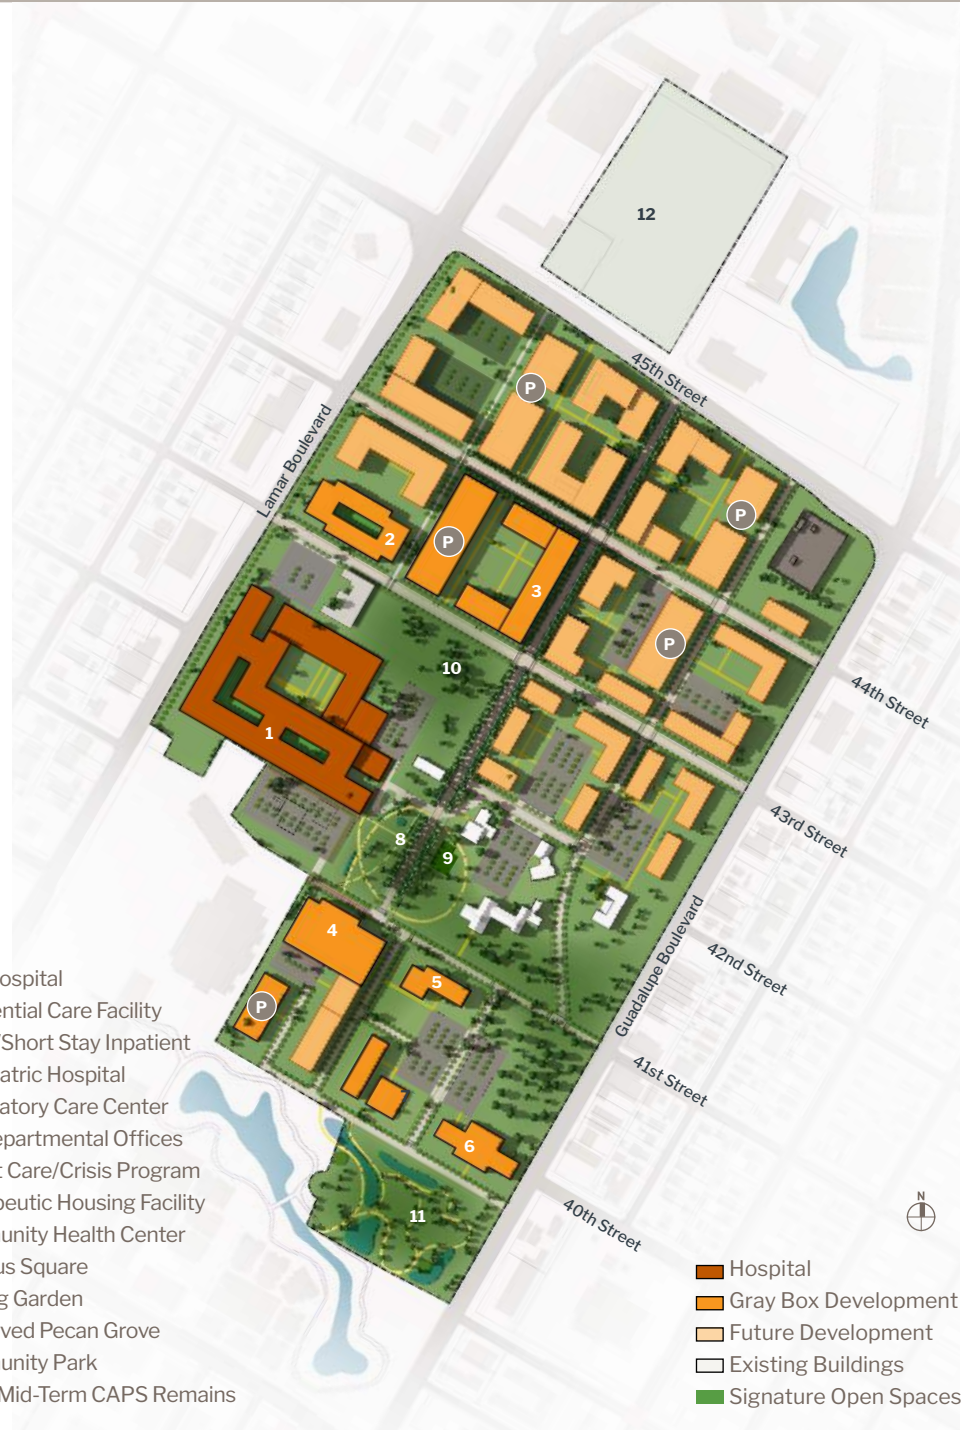 12
45th Street
P
Lamar Boulevard
P
2
P
3
P
10
44th Street
1
43rd Street
8
9
4
42nd Street
5
Guadalupe Boulevard
P
41st Street
6
11
40th Street
N
ospital
ential Care Facility
/Short Stay Inpatient
atric Hospital
atory Care Center
epartmental Offices
t Care/Crisis Program
peutic Housing Facility
unity Health Center
us Square
g Garden
ved Pecan Grove
unity Park
Mid-Term CAPS Remains
Hospital
Gray Box Development
Future Development
Existing Buildings
Signature Open Spaces